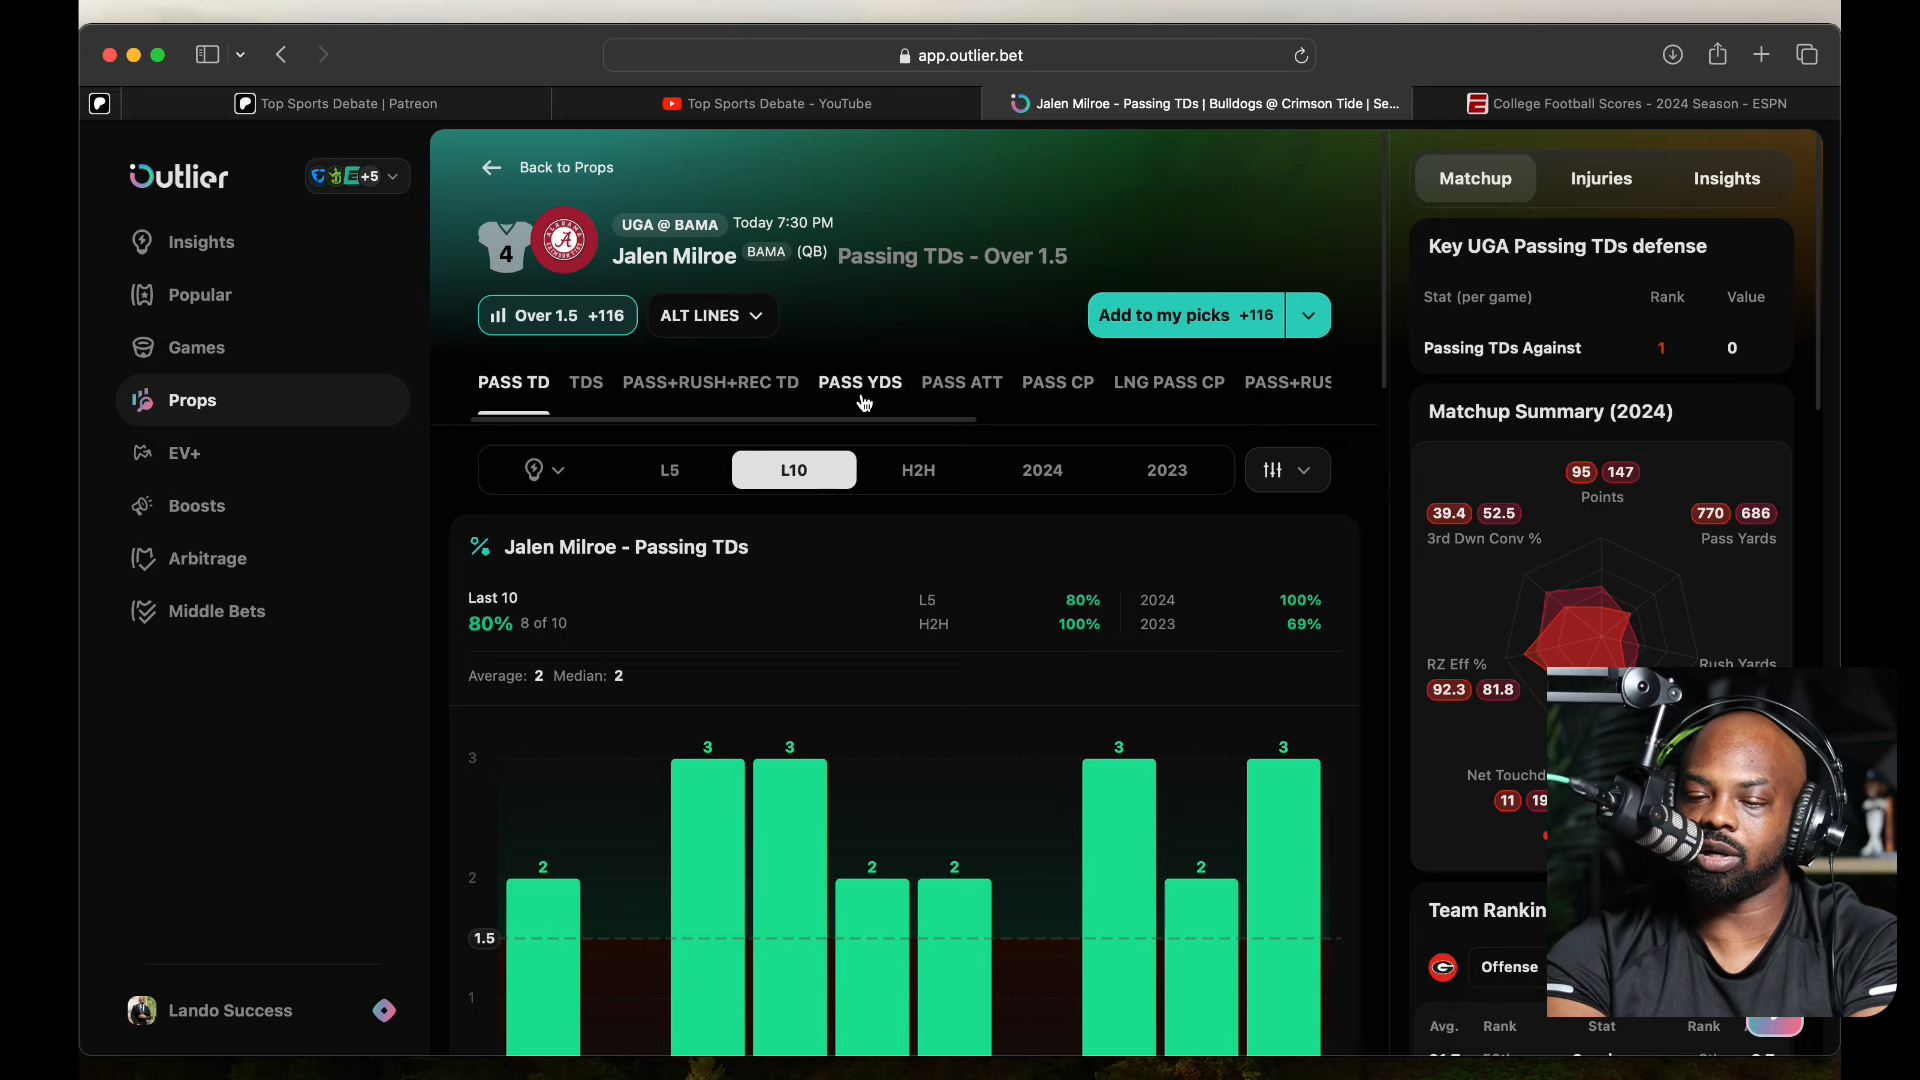 app.outlier.bet
Top Sports Debate | Patreon
Top Sports Debate - YouTube
Jalen Milroe - Passing TDs | Bulldogs @ Crimson Tide | Se...
College Football Scores - 2024 Season - ESPN
Outlier
+5
Insights
Popular
Games
Props
EV+
Boosts
Arbitrage
Middle Bets
Lando Success
Back to Props
4
A
UGA @ BAMA Today 7:30 PM
Jalen Milroe BAMA (QB) Passing TDs - Over 1.5
Over 1.5 +116
ALT LINES
Add to my picks +116
PASS TD TDS PASS+RUSH+REC TD PASS YDS PASS ATT PASS CP LNG PASS CP PASS+RUS
L5 L10 H2H 2024 2023
Jalen Milroe - Passing TDs
Last 10
80% 8 of 10
L5 80% 2024 100%
H2H 100% 2023 69%
Average: 2 Median: 2
3 3 3 3
3
2 2 2 2
2
1.5
1
Matchup Injuries Insights
Key UGA Passing TDs defense
Stat (per game) Rank Value
Passing TDs Against 1 0
Matchup Summary (2024)
95 147
Points
39.4 52.5
3rd Dwn Conv %
770 686
Pass Yards
RZ Eff %
92.3 81.8
Rush Yards
Net Touchd
11 19
Team Rankin
G
Offense
Avg. Rank Stat Rank